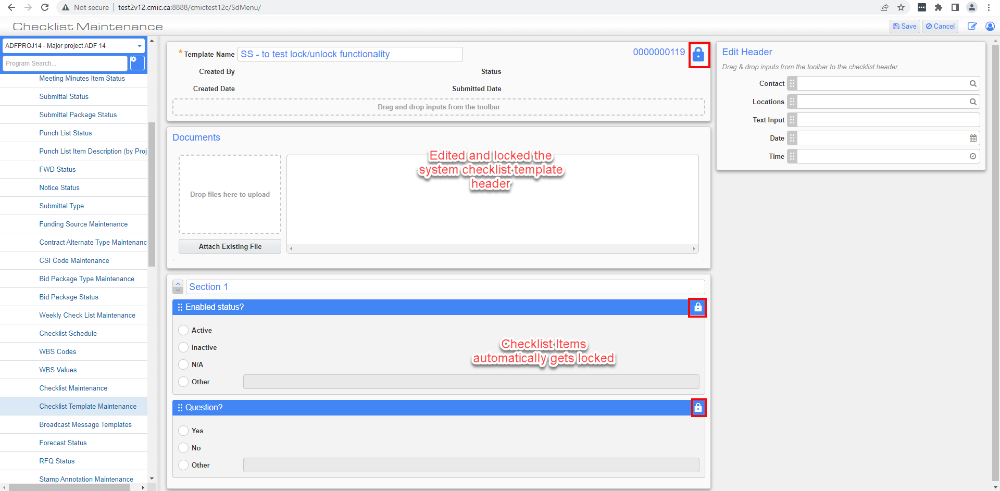 Not secure
test2v12.cmic.ca:8888/cmictest12c/SdMenu/
Checklist Maintenance
Save
Cancel
ADFPROJ14 - Major project ADF 14
Program Search...
Meeting Minutes Item Status
Submittal Status
Submittal Package Status
Punch List Status
Punch List Item Description (by Proj
FWD Status
Notice Status
Submittal Type
Funding Source Maintenance
Contract Alternate Type Maintenanc
CSI Code Maintenance
Bid Package Type Maintenance
Bid Package Status
Weekly Check List Maintenance
Checklist Schedule
WBS Codes
WBS Values
Checklist Maintenance
Checklist Template Maintenance
Broadcast Message Templates
Forecast Status
RFQ Status
Stamp Annotation Maintenance
* Template Name
SS - to test lock/unlock functionality
0000000119
Created By
Status
Created Date
Submitted Date
Drag and drop inputs from the toolbar
Documents
Drop files here to upload
Attach Existing File
Edited and locked the
system checklist template
header
Section 1
Enabled status?
Active
Inactive
N/A
Other
Checklist Items
automatically gets locked
Question?
Yes
No
Other
Edit Header
Drag & drop inputs from the toolbar to the checklist header...
Contact
Locations
Text Input
Date
Time